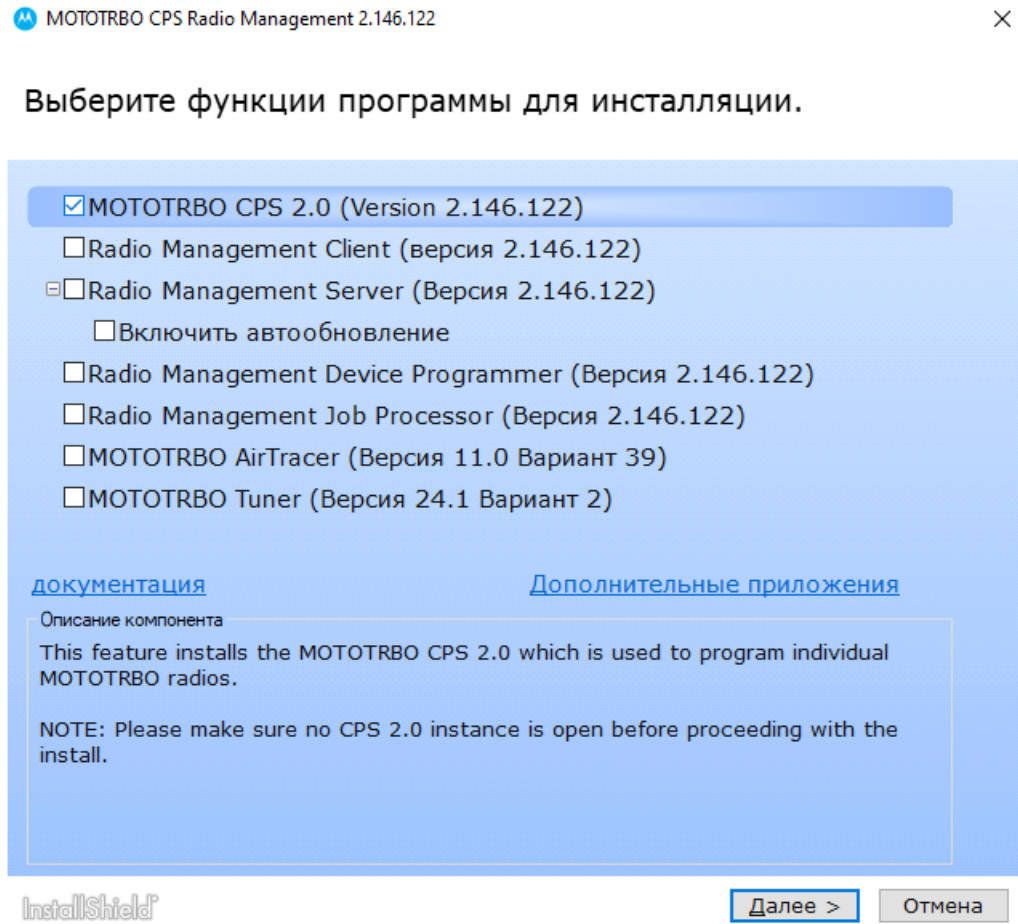 MOTOTRBO CPS Radio Management 2.146.122
Выберите функции программы для инсталляции.
MOTOTRBO CPS 2.0 (Version 2.146.122)
Radio Management Client (версия 2.146.122)
Radio Management Server (Версия 2.146.122)
Включить автообновление
Radio Management Device Programmer (Версия 2.146.122)
Radio Management Job Processor (Версия 2.146.122)
MOTOTRBO AirTracer (Версия 11.0 Вариант 39)
MOTOTRBO Tuner (Версия 24.1 Вариант 2)
документация Дополнительные приложения
Описание компонента
This feature installs the MOTOTRBO CPS 2.0 which is used to program individual
MOTOTRBO radios.
NOTE: Please make sure no CPS 2.0 instance is open before proceeding with the
install.
InstallShield Далее > Отмена